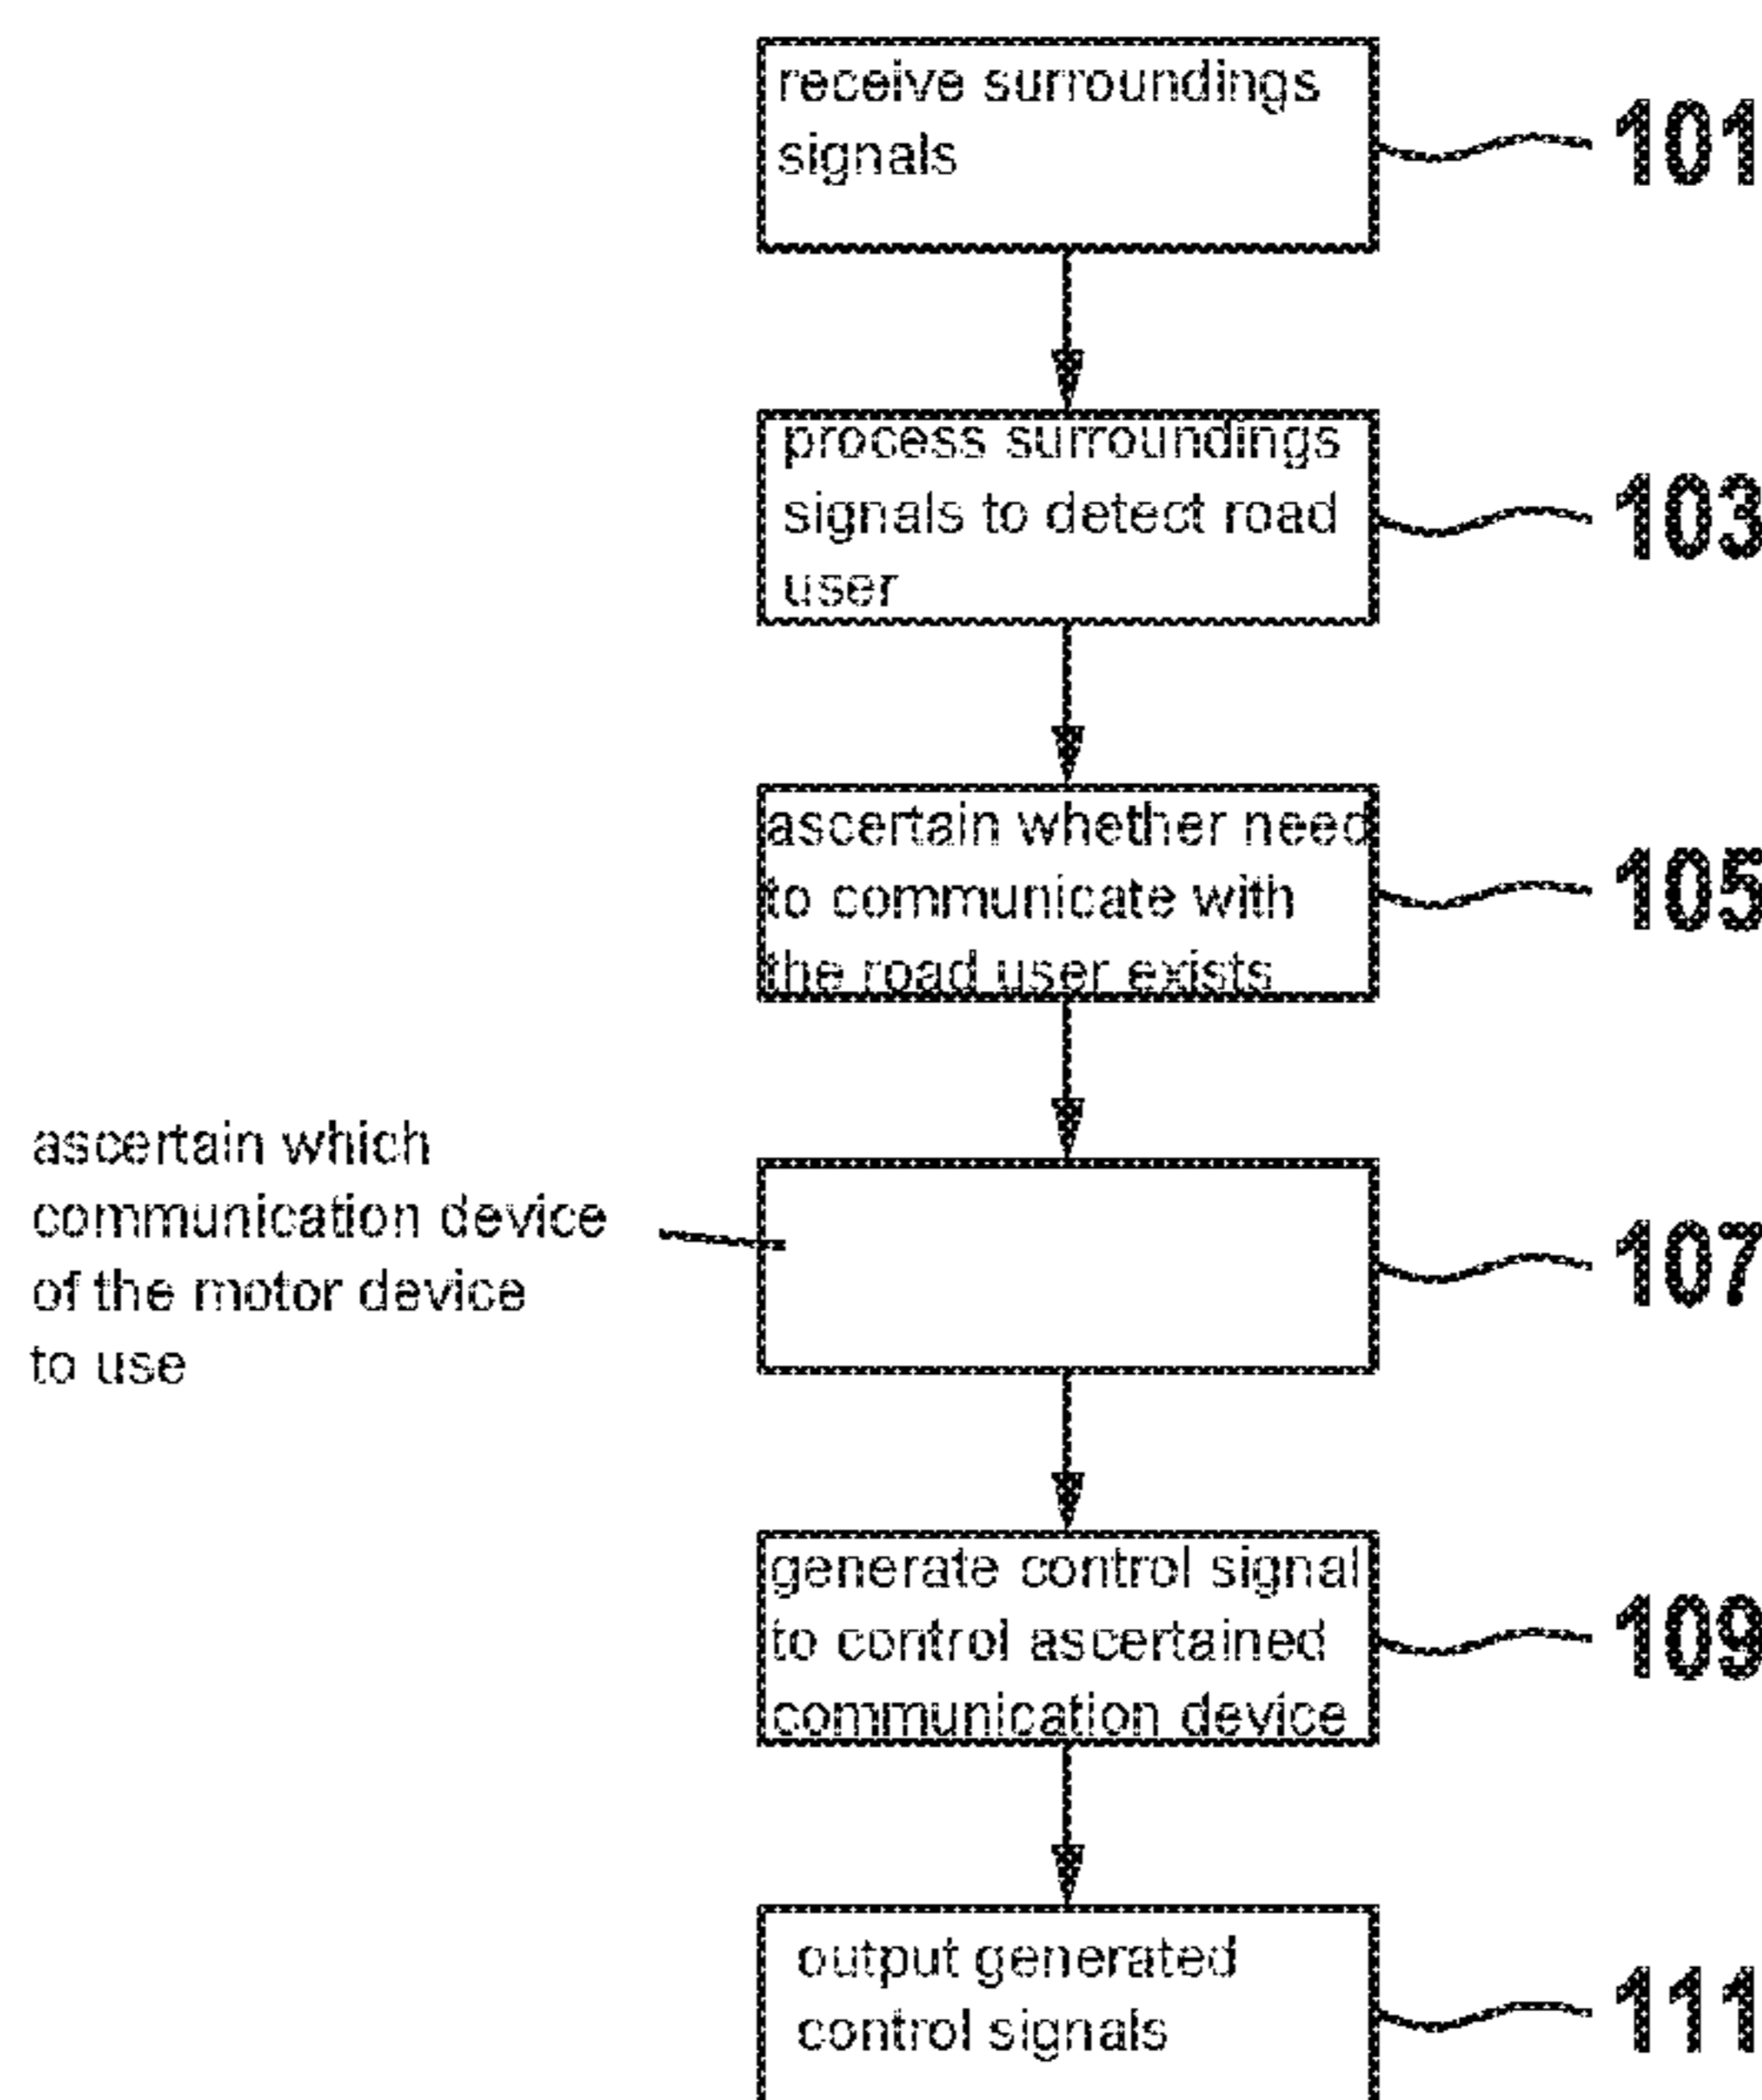 receive surroundings
signals
101
process surroundings
signals to detect road
user
103
ascertain whether need
to communicate with
the road user exists
105
ascertain which
communication device
of the motor device
to use
107
generate control signal
to control ascertained
communication device
109
output generated
control signals
111